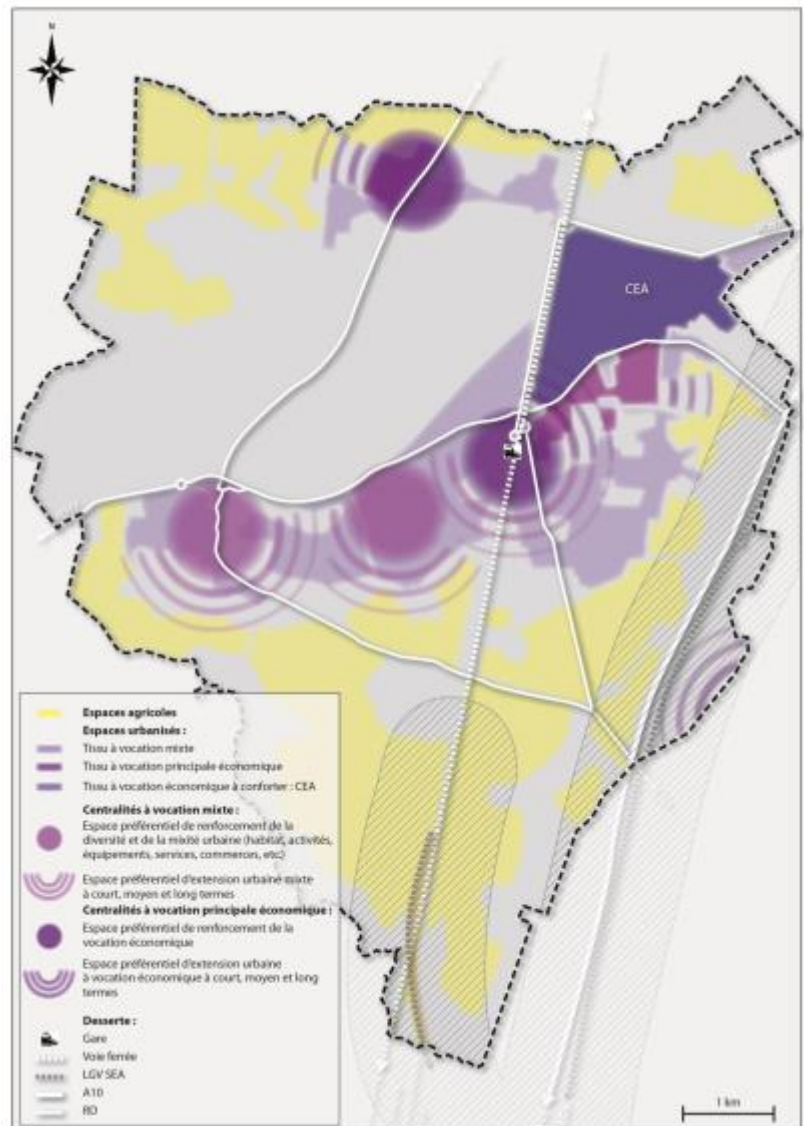 N
CEA
Espaces agricoles
Espaces urbanisés :
Tissu à vocation mixte
Tissu à vocation principale économique
Tissu à vocation économique à conforter : CEA
Centralités à vocation mixte :
Espace préférentiel de renforcement de la
diversité et de la mixité urbaine (habitat, activités,
équipements, services, commerces, etc)
Espace préférentiel d'extension urbaine mixte
à court, moyen et long termes
Centralités à vocation principale économique :
Espace préférentiel de renforcement de la
vocation économique
Espace préférentiel d'extension urbaine
à vocation économique à court, moyen et long
termes
Desserte :
Gare
Voie ferrée
LGV SEA
A10
RD
1 km